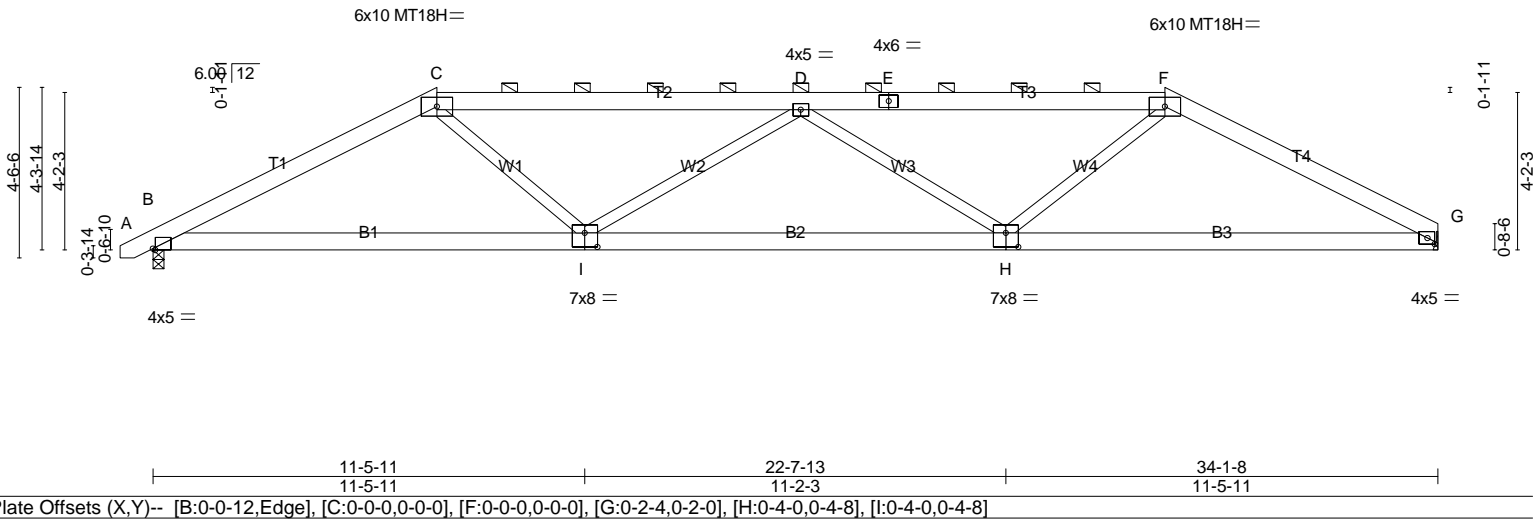 6x10 MT18H=
6x10 MT18H=
4x6 =
4x5 =
6.00 12
0-1-11
C
D
E
F
0-1-11
T2
T3
4-6-6
4-3-14
4-2-3
T1
W1
W2
W3
W4
T4
4-2-3
B
A
G
0-3-14
0-6-10
B1
B2
B3
0-8-6
I
H
7x8 =
7x8 =
4x5 =
4x5 =
11-5-11
22-7-13
34-1-8
11-5-11
11-2-3
11-5-11
late Offsets (X,Y)-- [B:0-0-12,Edge], [C:0-0-0,0-0-0], [F:0-0-0,0-0-0], [G:0-2-4,0-2-0], [H:0-4-0,0-4-8], [I:0-4-0,0-4-8]